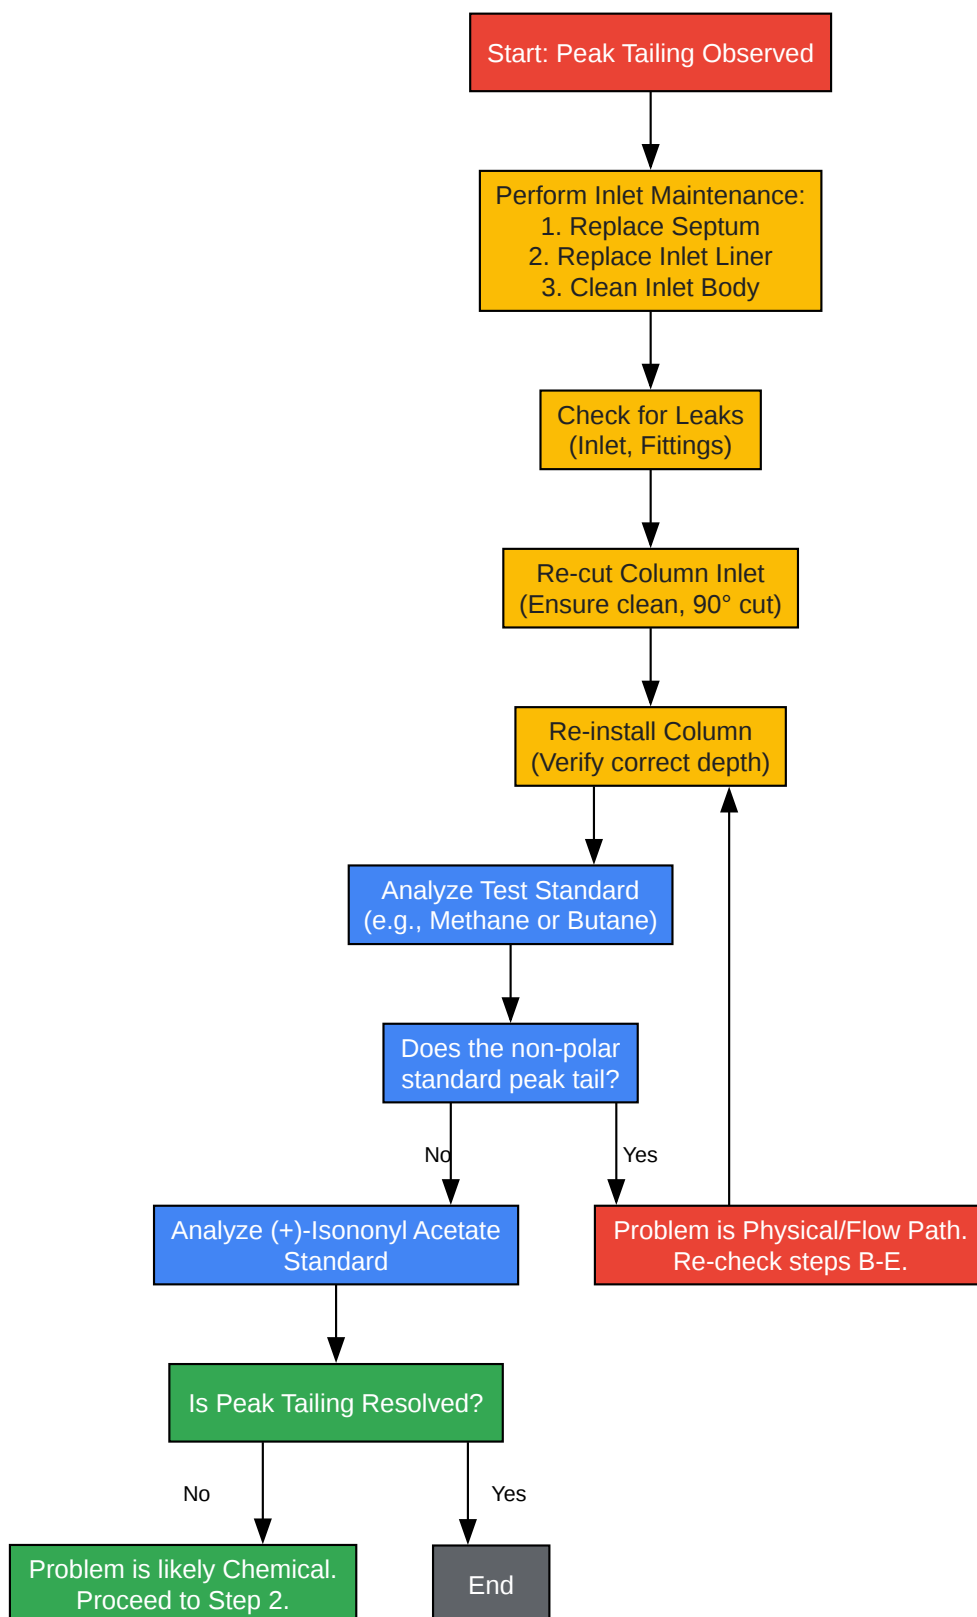 Start: Peak Tailing Observed
Perform Inlet Maintenance:
1. Replace Septum
2. Replace Inlet Liner
3. Clean Inlet Body
Check for Leaks
(Inlet, Fittings)
Re-cut Column Inlet
(Ensure clean, 90° cut)
Re-install Column
(Verify correct depth)
Analyze Test Standard
(e.g., Methane or Butane)
Does the non-polar
standard peak tail?
No
Yes
Analyze (+)-Isononyl Acetate
Standard
Problem is Physical/Flow Path.
Re-check steps B-E.
Is Peak Tailing Resolved?
No
Yes
Problem is likely Chemical.
Proceed to Step 2.
End